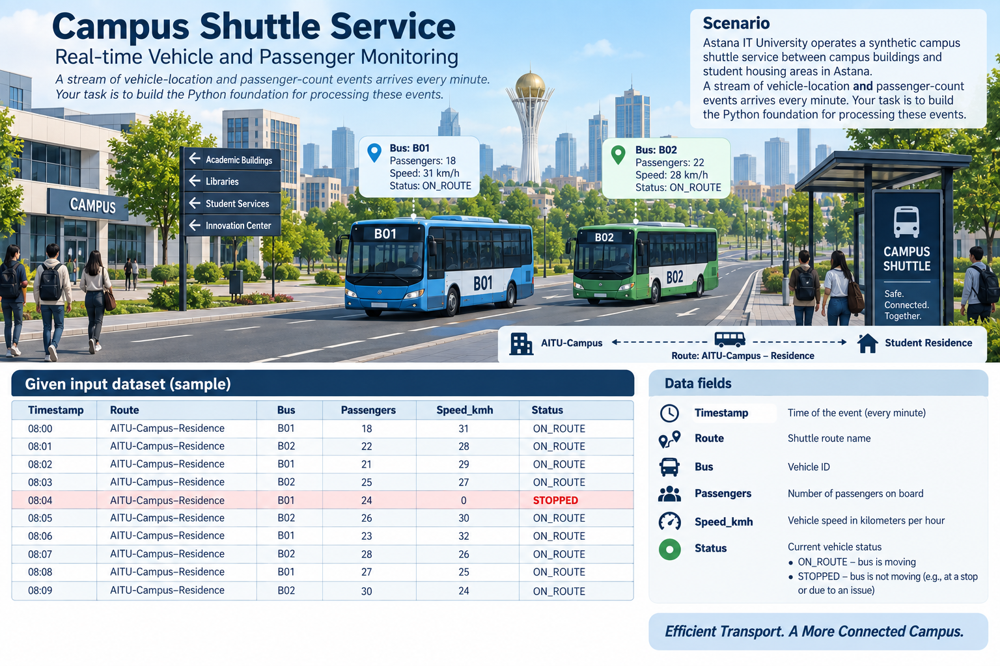 Campus Shuttle Service
Real-time Vehicle and Passenger Monitoring
A stream of vehicle-location and passenger-count events arrives every minute.
Your task is to build the Python foundation for processing these events.
Scenario
Astana IT University operates a synthetic campus
shuttle service between campus buildings and
student housing areas in Astana.
A stream of vehicle-location and passenger-count
events arrives every minute. Your task is to build
the Python foundation for processing these events.
Academic Buildings
Libraries
Student Services
Innovation Center
CAMPUS
Bus: B01
Passengers: 18
Speed: 31 km/h
Status: ON_ROUTE
Bus: B02
Passengers: 22
Speed: 28 km/h
Status: ON_ROUTE
B01
B01
B02
B02
CAMPUS
SHUTTLE
Safe.
Connected.
Together.
AITU-Campus
Student Residence
Route: AITU-Campus – Residence
Given input dataset (sample)
Timestamp Route Bus Passengers Speed_kmh Status
08:00 AITU-Campus–Residence B01 18 31 ON_ROUTE
08:01 AITU-Campus–Residence B02 22 28 ON_ROUTE
08:02 AITU-Campus–Residence B01 21 29 ON_ROUTE
08:03 AITU-Campus–Residence B02 25 27 ON_ROUTE
08:04 AITU-Campus–Residence B01 24 0 STOPPED
08:05 AITU-Campus–Residence B02 26 30 ON_ROUTE
08:06 AITU-Campus–Residence B01 23 32 ON_ROUTE
08:07 AITU-Campus–Residence B02 28 26 ON_ROUTE
08:08 AITU-Campus–Residence B01 27 25 ON_ROUTE
08:09 AITU-Campus–Residence B02 30 24 ON_ROUTE
Data fields
Timestamp Time of the event (every minute)
Route Shuttle route name
Bus Vehicle ID
Passengers Number of passengers on board
Speed_kmh Vehicle speed in kilometers per hour
Status Current vehicle status
• ON_ROUTE – bus is moving
• STOPPED – bus is not moving (e.g., at a stop
or due to an issue)
Efficient Transport. A More Connected Campus.